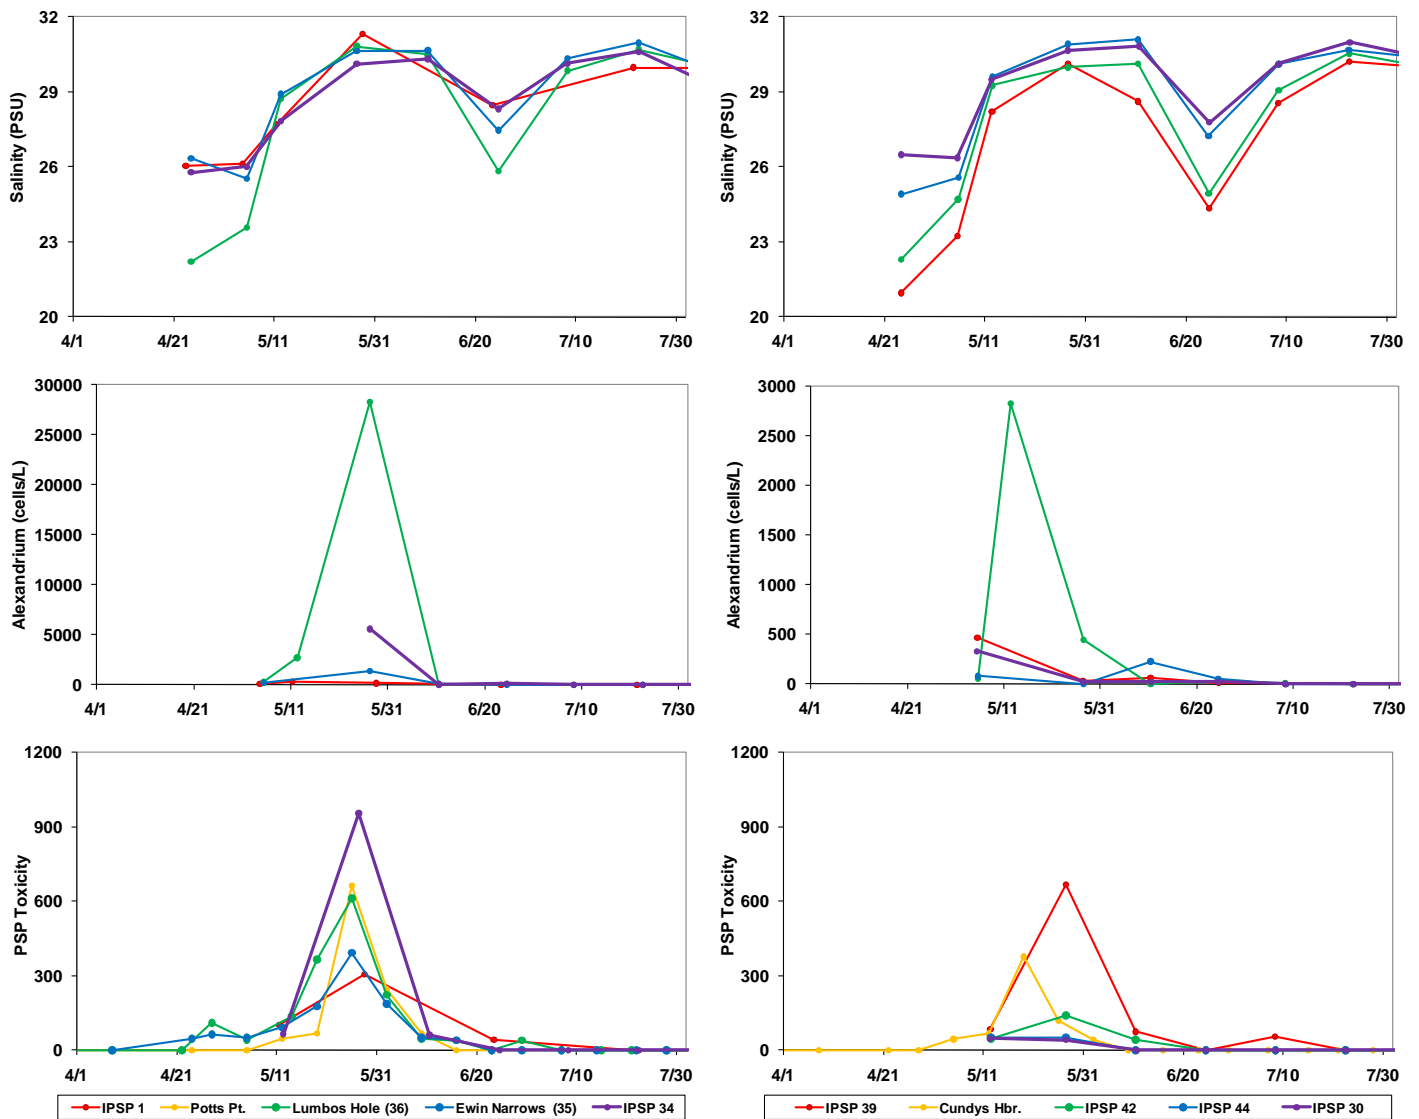 Salinity (PSU)
32
29
26
23
20
4/1 4/21 5/11 5/31 6/20 7/10 7/30
Salinity (PSU)
32
29
26
23
20
4/1 4/21 5/11 5/31 6/20 7/10 7/30
Alexandrium (cells/L)
30000
25000
20000
15000
10000
5000
0
4/1 4/21 5/11 5/31 6/20 7/10 7/30
Alexandrium (cells/L)
3000
2500
2000
1500
1000
500
0
4/1 4/21 5/11 5/31 6/20 7/10 7/30
PSP Toxicity
1200
900
600
300
0
4/1 4/21 5/11 5/31 6/20 7/10 7/30
IPSP 1 Potts Pt. Lumbos Hole (36) Ewin Narrows (35) IPSP 34
PSP Toxicity
1200
900
600
300
0
4/1 4/21 5/11 5/31 6/20 7/10 7/30
IPSP 39 Cundys Hbr. IPSP 42 IPSP 44 IPSP 30